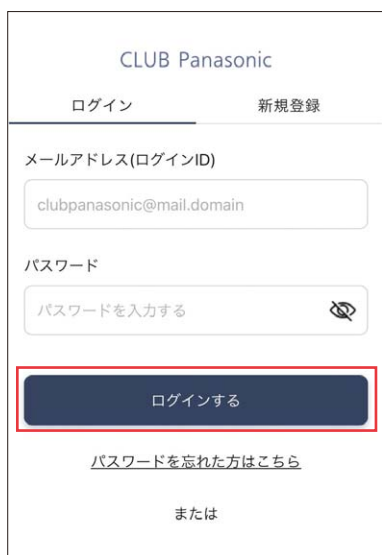 CLUB Panasonic
ログイン 新規登録
メールアドレス(ログインID)
clubpanasonic@mail.domain
パスワード
パスワードを入力する
ログインする
パスワードを忘れた方はこちら
または